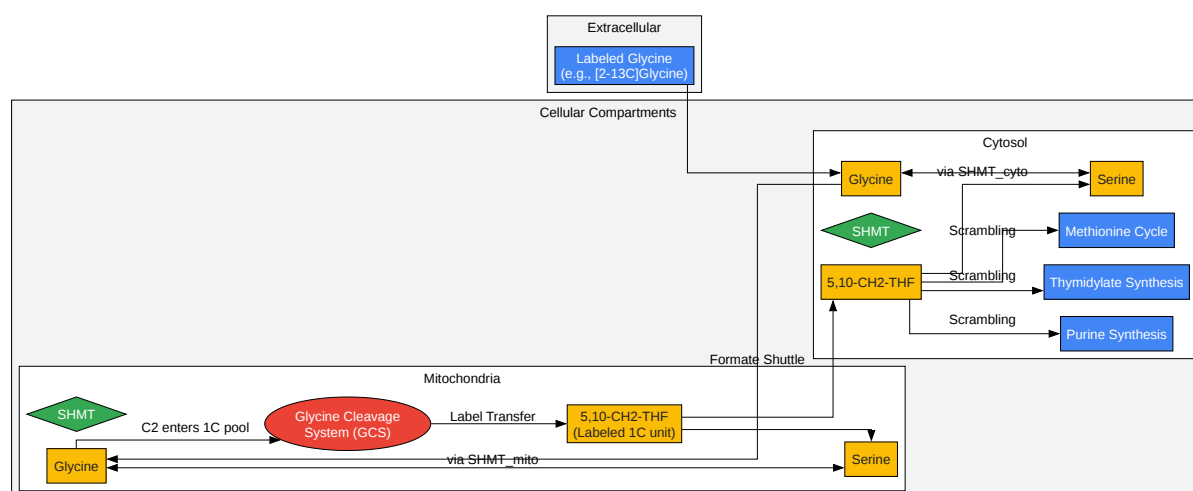 Extracellular
Labeled Glycine
(e.g., [2-13C]Glycine)
Cellular Compartments
Cytosol
Glycine
via SHMT_cyto
Serine
SHMT
Scrambling
Methionine Cycle
5,10-CH2-THF
Scrambling
Thymidylate Synthesis
Scrambling
Purine Synthesis
Formate Shuttle
Mitochondria
SHMT
C2 enters 1C pool
Glycine Cleavage
System (GCS)
Label Transfer
5,10-CH2-THF
(Labeled 1C unit)
Glycine
via SHMT_mito
Serine